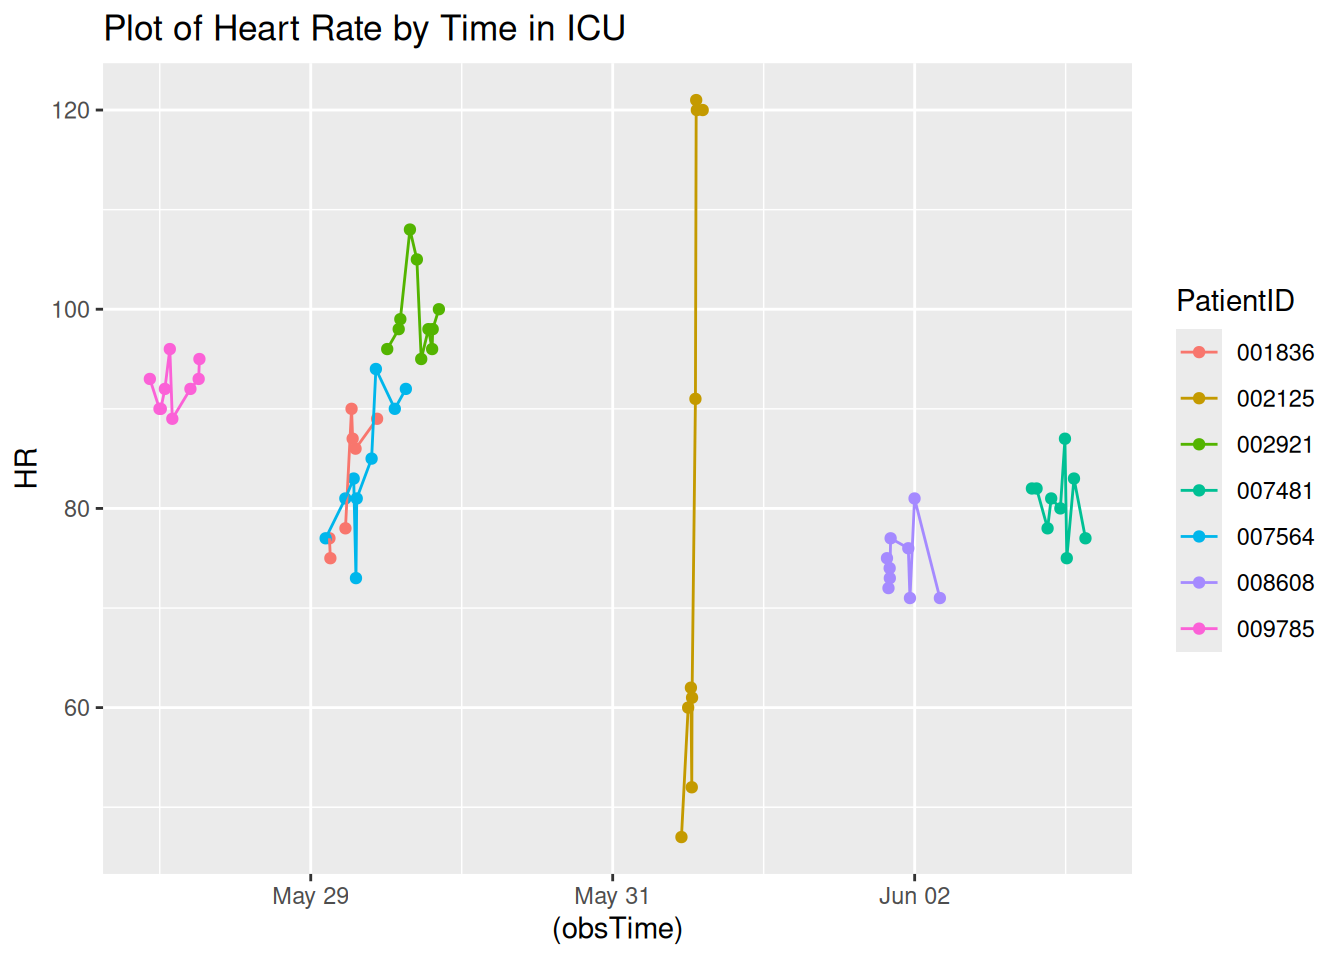 Plot of Heart Rate by Time in ICU
HR
120
100
80
60
May 29
May 31
Jun 02
(obsTime)
PatientID
001836
002125
002921
007481
007564
008608
009785